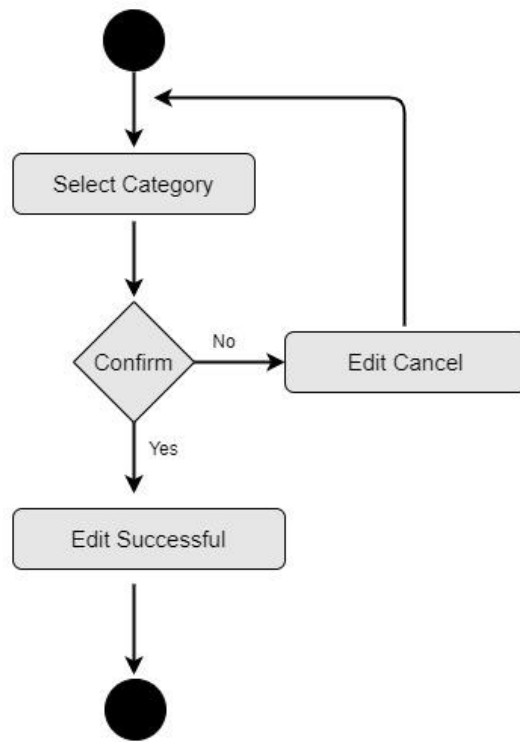 Select Category
Confirm
No
Edit Cancel
Yes
Edit Successful